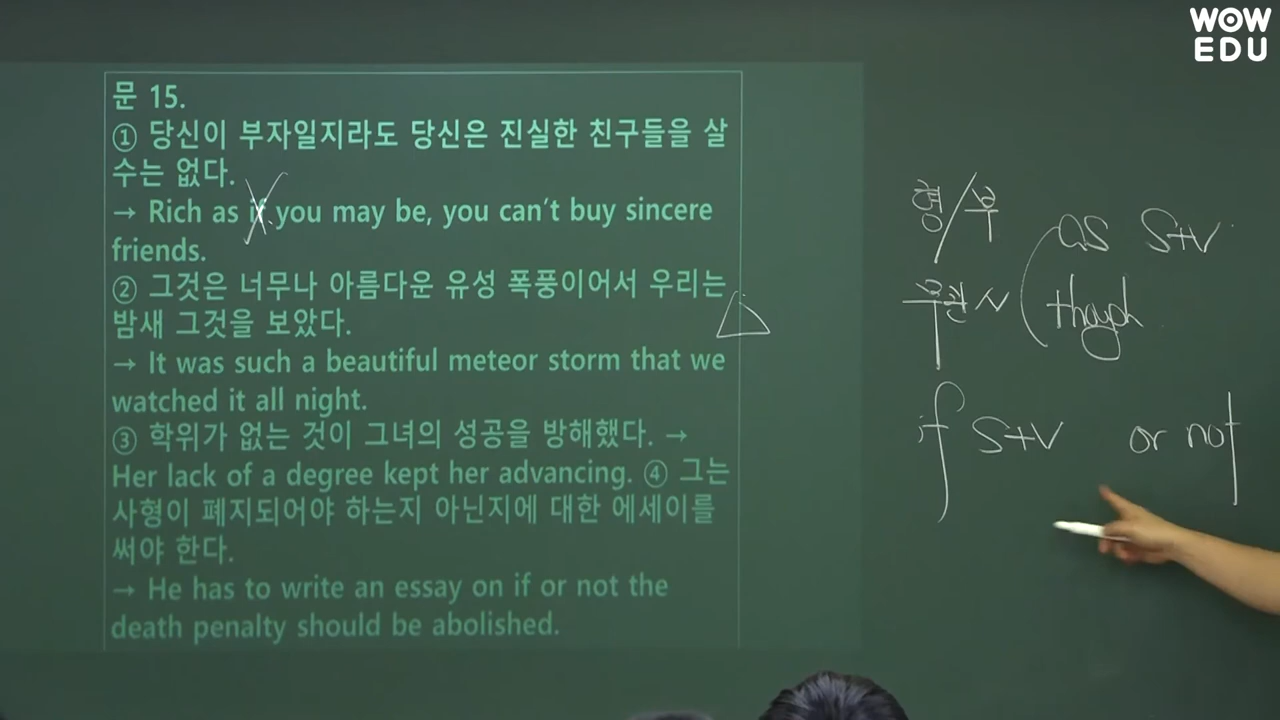 WOW
EDU
문 15.
① 당신이 부자일지라도 당신은 진실한 친구들을 살
수는 없다.
→ Rich as if you may be, you can't buy sincere
friends.
② 그것은 너무나 아름다운 유성 폭풍이어서 우리는
밤새 그것을 보았다.
→ It was such a beautiful meteor storm that we
watched it all night.
③ 학위가 없는 것이 그녀의 성공을 방해했다. →
Her lack of a degree kept her advancing. ④ 그는
사형이 폐지되어야 하는지 아닌지에 대한 에세이를
써야 한다.
→ He has to write an essay on if or not the
death penalty should be abolished.
형/부 as S+V
무관사 though
if S+V or not